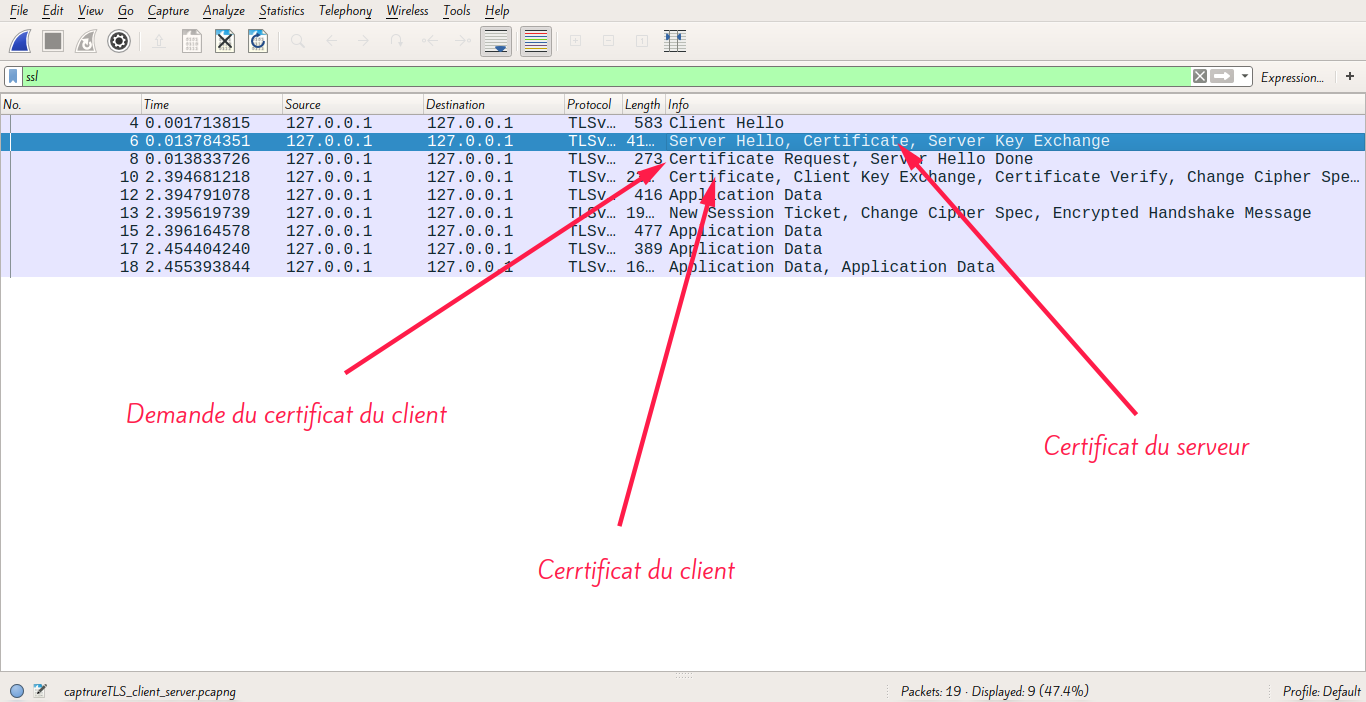 File Edit View Go Capture Analyze Statistics Telephony Wireless Tools Help
ssl Expression... +
No. Time Source Destination Protocol Length Info
4 0.001713815 127.0.0.1 127.0.0.1 TLSv... 583 Client Hello
6 0.013784351 127.0.0.1 127.0.0.1 TLSv... 41... Server Hello, Certificate, Server Key Exchange
8 0.013833726 127.0.0.1 127.0.0.1 TLSv... 273 Certificate Request, Server Hello Done
10 2.394681218 127.0.0.1 127.0.0.1 TLSv... Certificate, Client Key Exchange, Certificate Verify, Change Cipher Spe...
12 2.394791078 127.0.0.1 127.0.0.1 TLSv... 416 Application Data
13 2.395619739 127.0.0.1 127.0.0.1 TLSv... 19... New Session Ticket, Change Cipher Spec, Encrypted Handshake Message
15 2.396164578 127.0.0.1 127.0.0.1 TLSv... 477 Application Data
17 2.454404240 127.0.0.1 127.0.0.1 TLSv... 389 Application Data
18 2.455393844 127.0.0.1 127.0.0.1 TLSv... 16... Application Data, Application Data
Demande du certificat du client
Certificat du serveur
Cerrtificat du client
captrureTLS_client_server.pcapng Packets: 19 · Displayed: 9 (47.4%) Profile: Default